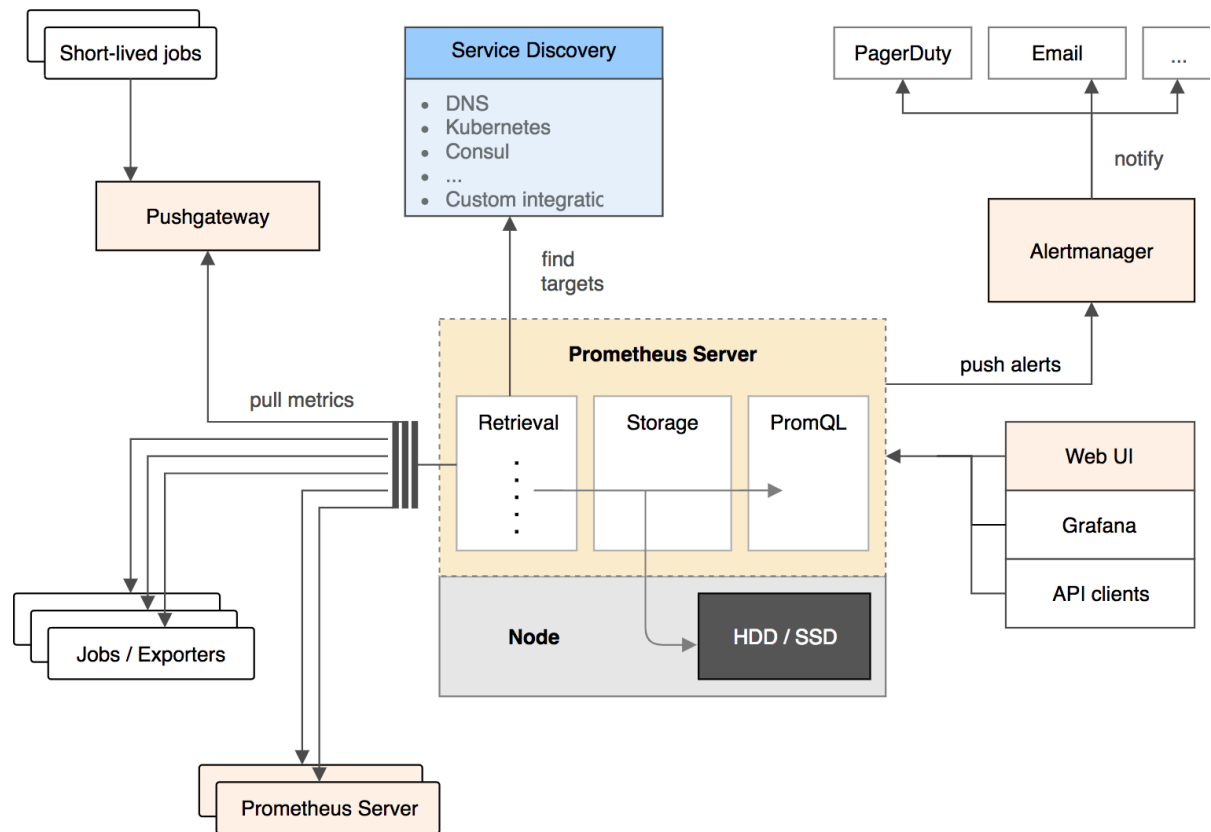 Short-lived jobs
Service Discovery
PagerDuty
Email
...
DNS
Kubernetes
Consul
...
Custom integratic
notify
Pushgateway
Alertmanager
find
targets
Prometheus Server
push alerts
pull metrics
Retrieval
Storage
PromQL
Web UI
Grafana
API clients
Node
HDD / SSD
Jobs / Exporters
Prometheus Server